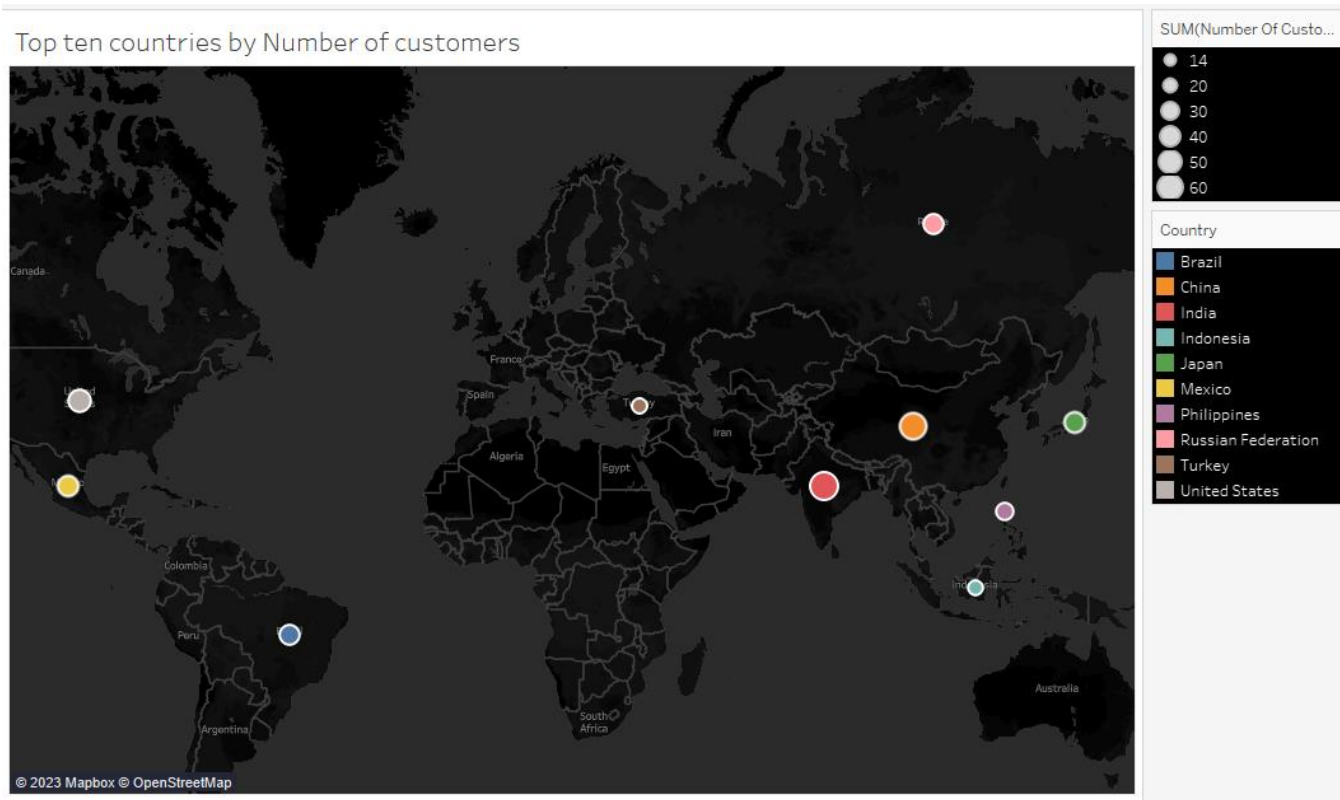 Top ten countries by Number of customers
SUM(Number Of Custo...
14
20
30
40
50
60
Country
Brazil
China
India
Indonesia
Japan
Mexico
Philippines
Russian Federation
Turkey
United States
Canada
United
France
Spain
Iran
Algeria
Egypt
Colombia
Peru
Argentina
South
Africa
Australia
© 2023 Mapbox © OpenStreetMap